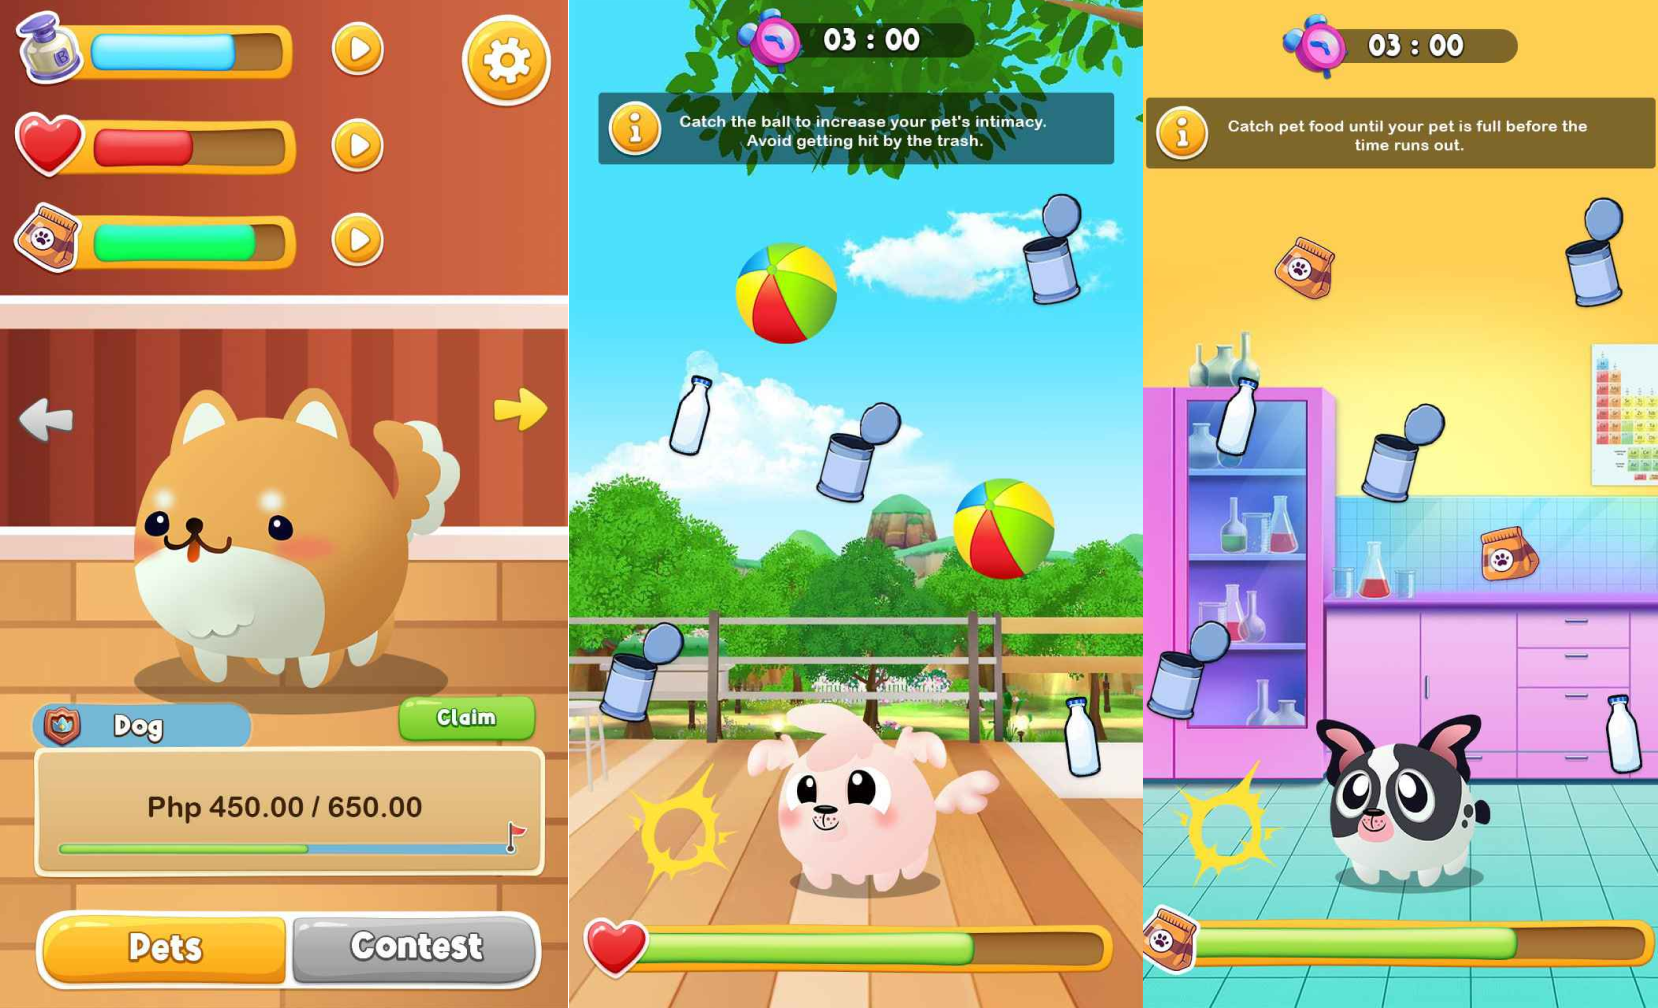 Dog
Claim
Php 450.00 / 650.00
Pets
Contest
03 : 00
Catch the ball to increase your pet's intimacy.
Avoid getting hit by the trash.
03 : 00
Catch pet food until your pet is full before the
time runs out.